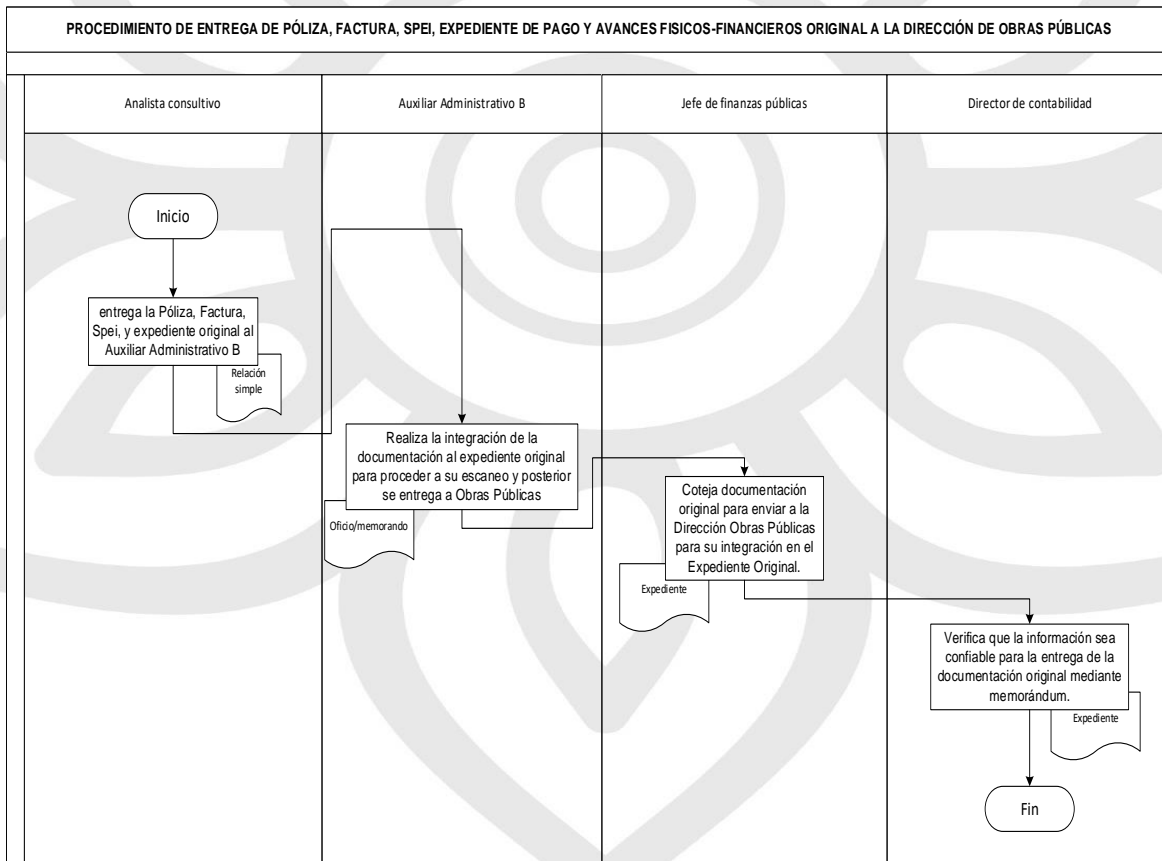 PROCEDIMIENTO DE ENTREGA DE PÓLIZA, FACTURA, SPEI, EXPEDIENTE DE PAGO Y AVANCES FISICOS-FINANCIEROS ORIGINAL A LA DIRECCIÓN DE OBRAS PÚBLICAS
Analista consultivo
Auxiliar Administrativo B
Jefe de finanzas públicas
Director de contabilidad
Inicio
entrega la Póliza, Factura,
Spei, y expediente original al
Auxiliar Administrativo B
Relación
simple
Realiza la integración de la
documentación al expediente original
para proceder a su escaneo y posterior
se entrega a Obras Públicas
Oficio/memorando
Coteja documentación
original para enviar a la
Dirección Obras Públicas
para su integración en el
Expediente Original.
Expediente
Verifica que la información sea
confiable para la entrega de la
documentación original mediante
memorándum.
Expediente
Fin